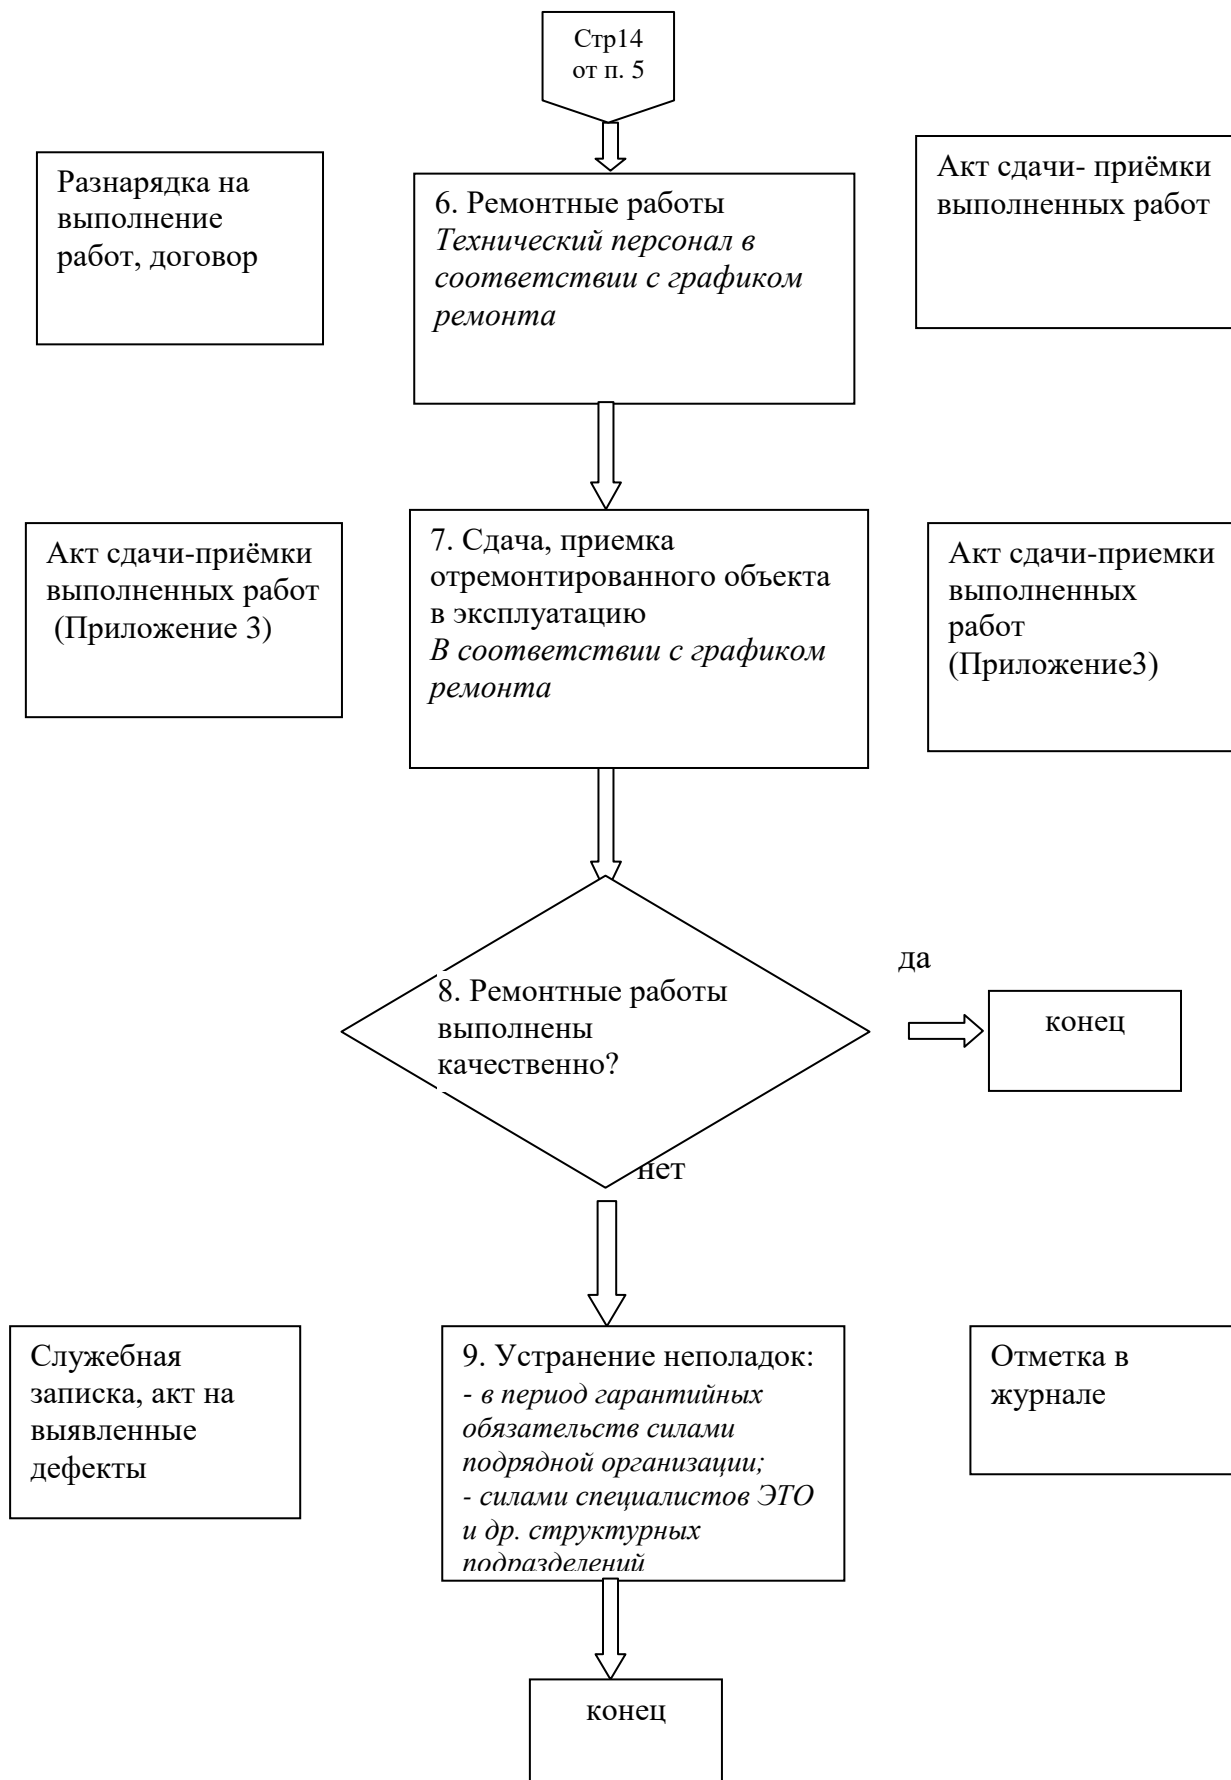 Стр14
от п. 5
Разнарядка на
выполнение
работ, договор
6. Ремонтные работы
Технический персонал в
соответствии с графиком
ремонта
Акт сдачи- приёмки
выполненных работ
Акт сдачи-приёмки
выполненных работ
(Приложение 3)
7. Сдача, приемка
отремонтированного объекта
в эксплуатацию
В соответствии с графиком
ремонта
Акт сдачи-приемки
выполненных
работ
(Приложение3)
8. Ремонтные работы
выполнены
качественно?
да
конец
нет
Служебная
записка, акт на
выявленные
дефекты
9. Устранение неполадок:
- в период гарантийных
обязательств силами
подрядной организации;
- силами специалистов ЭТО
и др. структурных
подразделений
Отметка в
журнале
конец